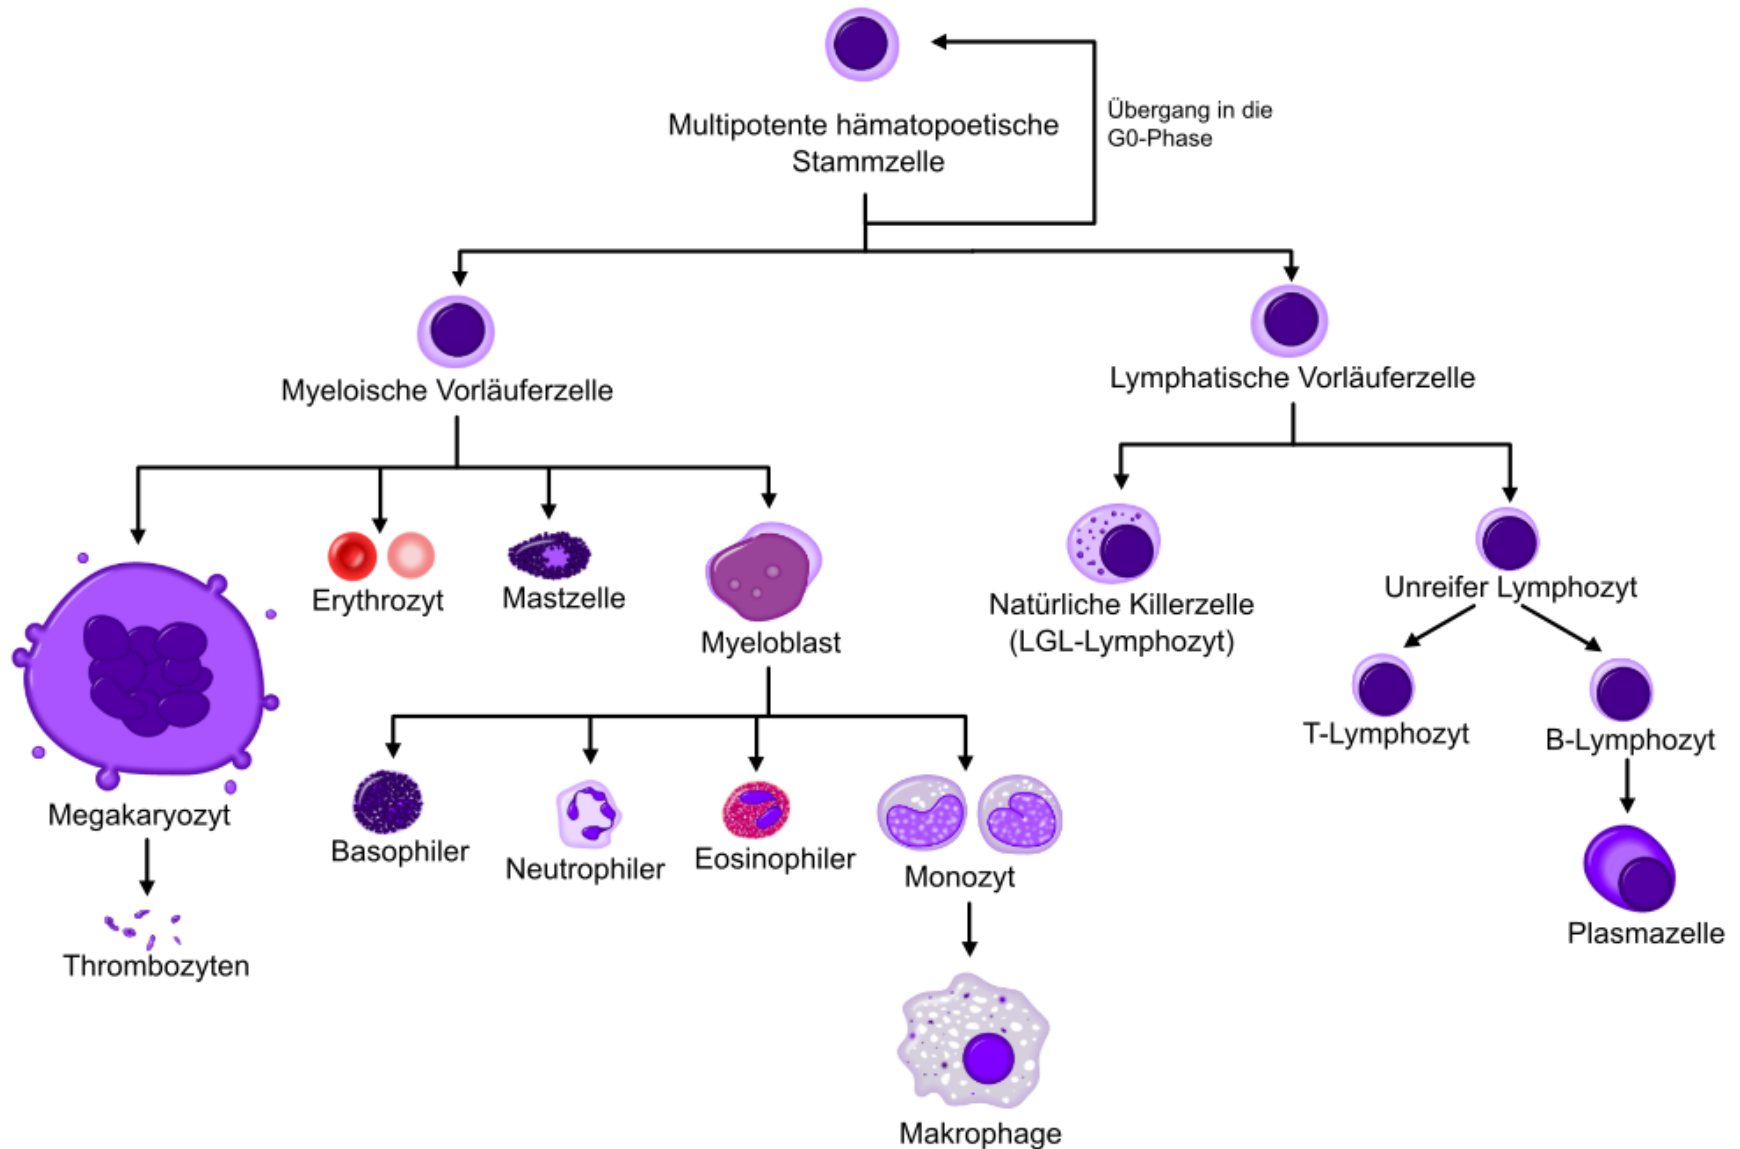 Multipotente hämatopoetische
Stammzelle
Übergang in die
G0-Phase
Myeloische Vorläuferzelle
Lymphatische Vorläuferzelle
Erythrozyt
Mastzelle
Myeloblast
Natürliche Killerzelle
(LGL-Lymphozyt)
Unreifer Lymphozyt
T-Lymphozyt
B-Lymphozyt
Megakaryozyt
Basophiler
Neutrophiler
Eosinophiler
Monozyt
Plasmazelle
Thrombozyten
Makrophage